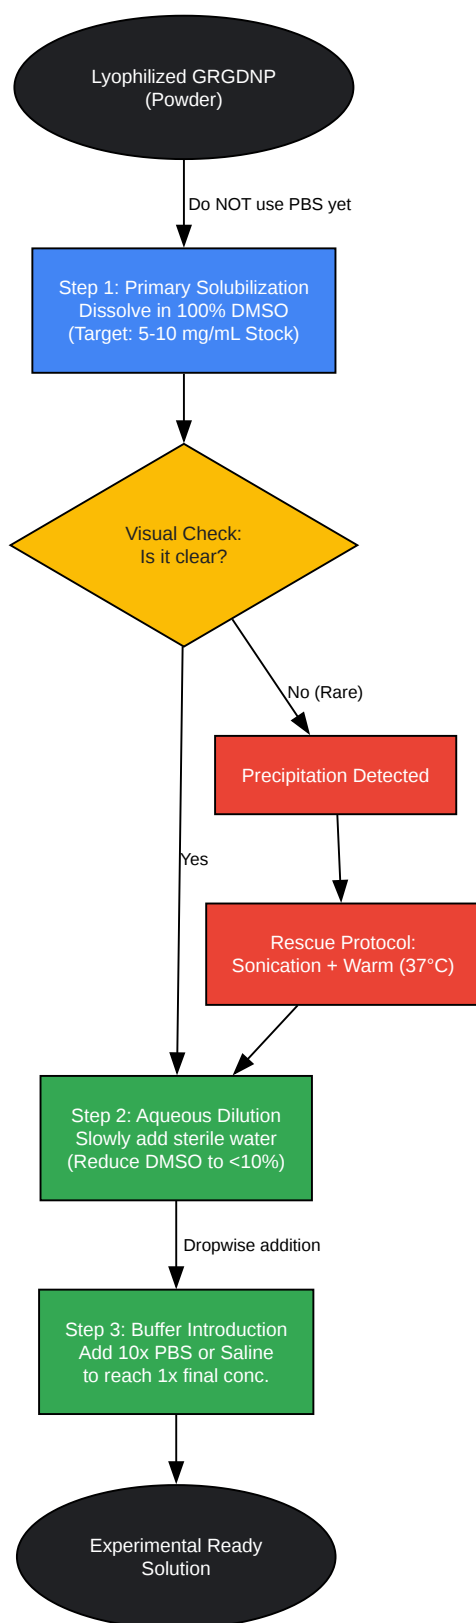 Lyophilized GRGDNP
(Powder)
Do NOT use PBS yet
Step 1: Primary Solubilization
Dissolve in 100% DMSO
(Target: 5-10 mg/mL Stock)
Visual Check:
Is it clear?
No (Rare)
Precipitation Detected
Yes
Rescue Protocol:
Sonication + Warm (37°C)
Step 2: Aqueous Dilution
Slowly add sterile water
(Reduce DMSO to <10%)
Dropwise addition
Step 3: Buffer Introduction
Add 10x PBS or Saline
to reach 1x final conc.
Experimental Ready
Solution